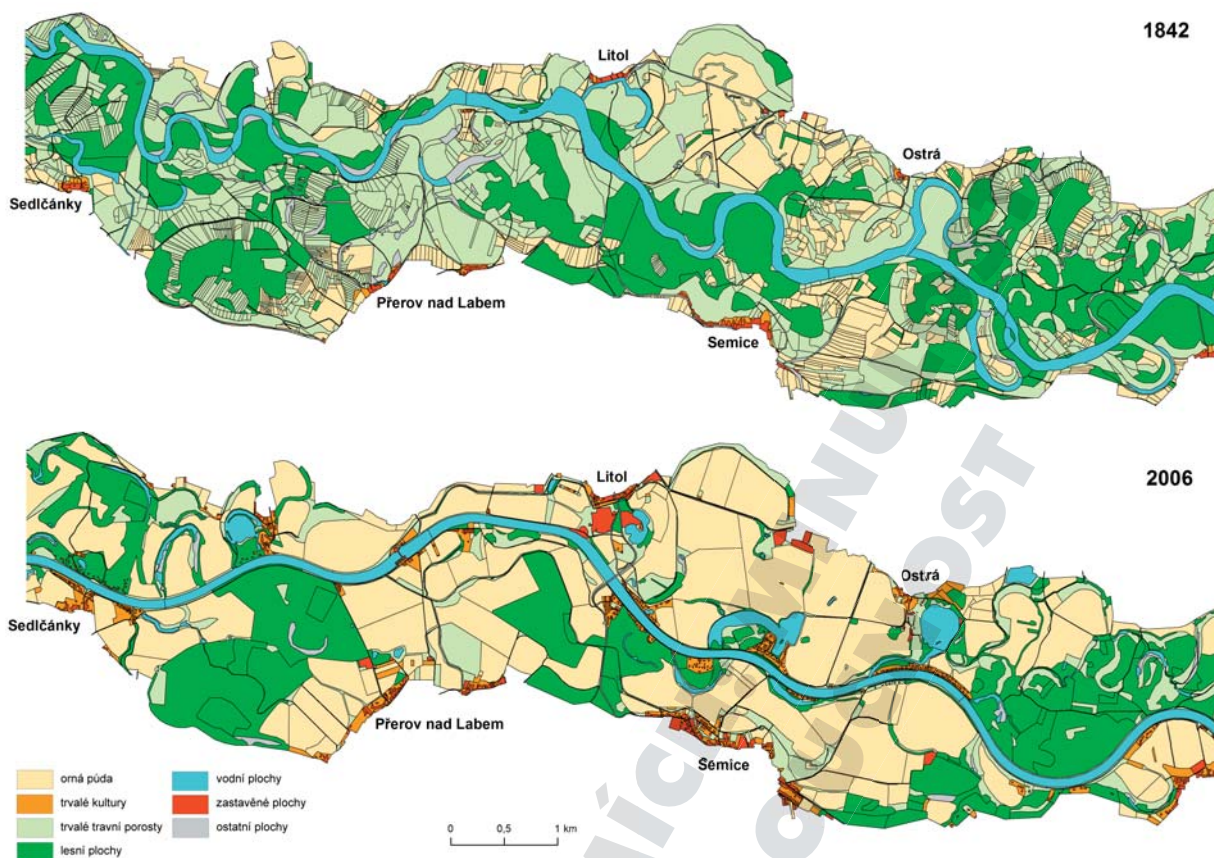 1842
Litol
Ostrá
Sedlčánky
Přerov nad Labem
Semice
2006
Litol
Ostrá
Sedlčánky
Přerov nad Labem
Semice
orná půda
trvalé kultury
trvalé travní porosty
lesní plochy
vodní plochy
zastavěné plochy
ostatní plochy
0 0,5 1 km